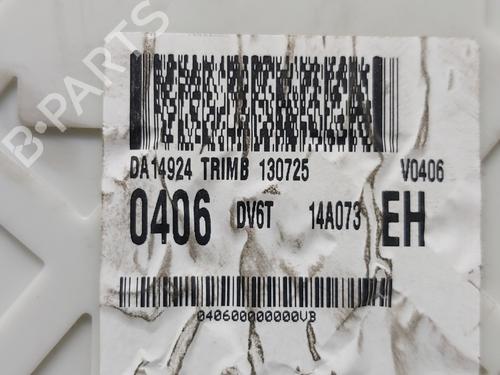 B-PARTS
DA14924 TRIMB 130725 V0406
0406 DV6T 14A073 EH
040600000000VB